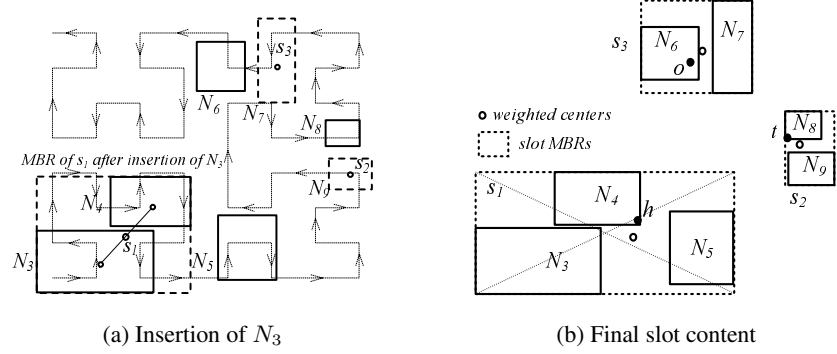 s3
N6
N7
N8
MBR of s1 after insertion of N3
s2
N9
N4
s1
N3
N5
(a) Insertion of N3
s3
N6
N7
o
weighted centers
slot MBRs
t
N8
N9
s2
s1
N4
h
N3
N5
(b) Final slot content